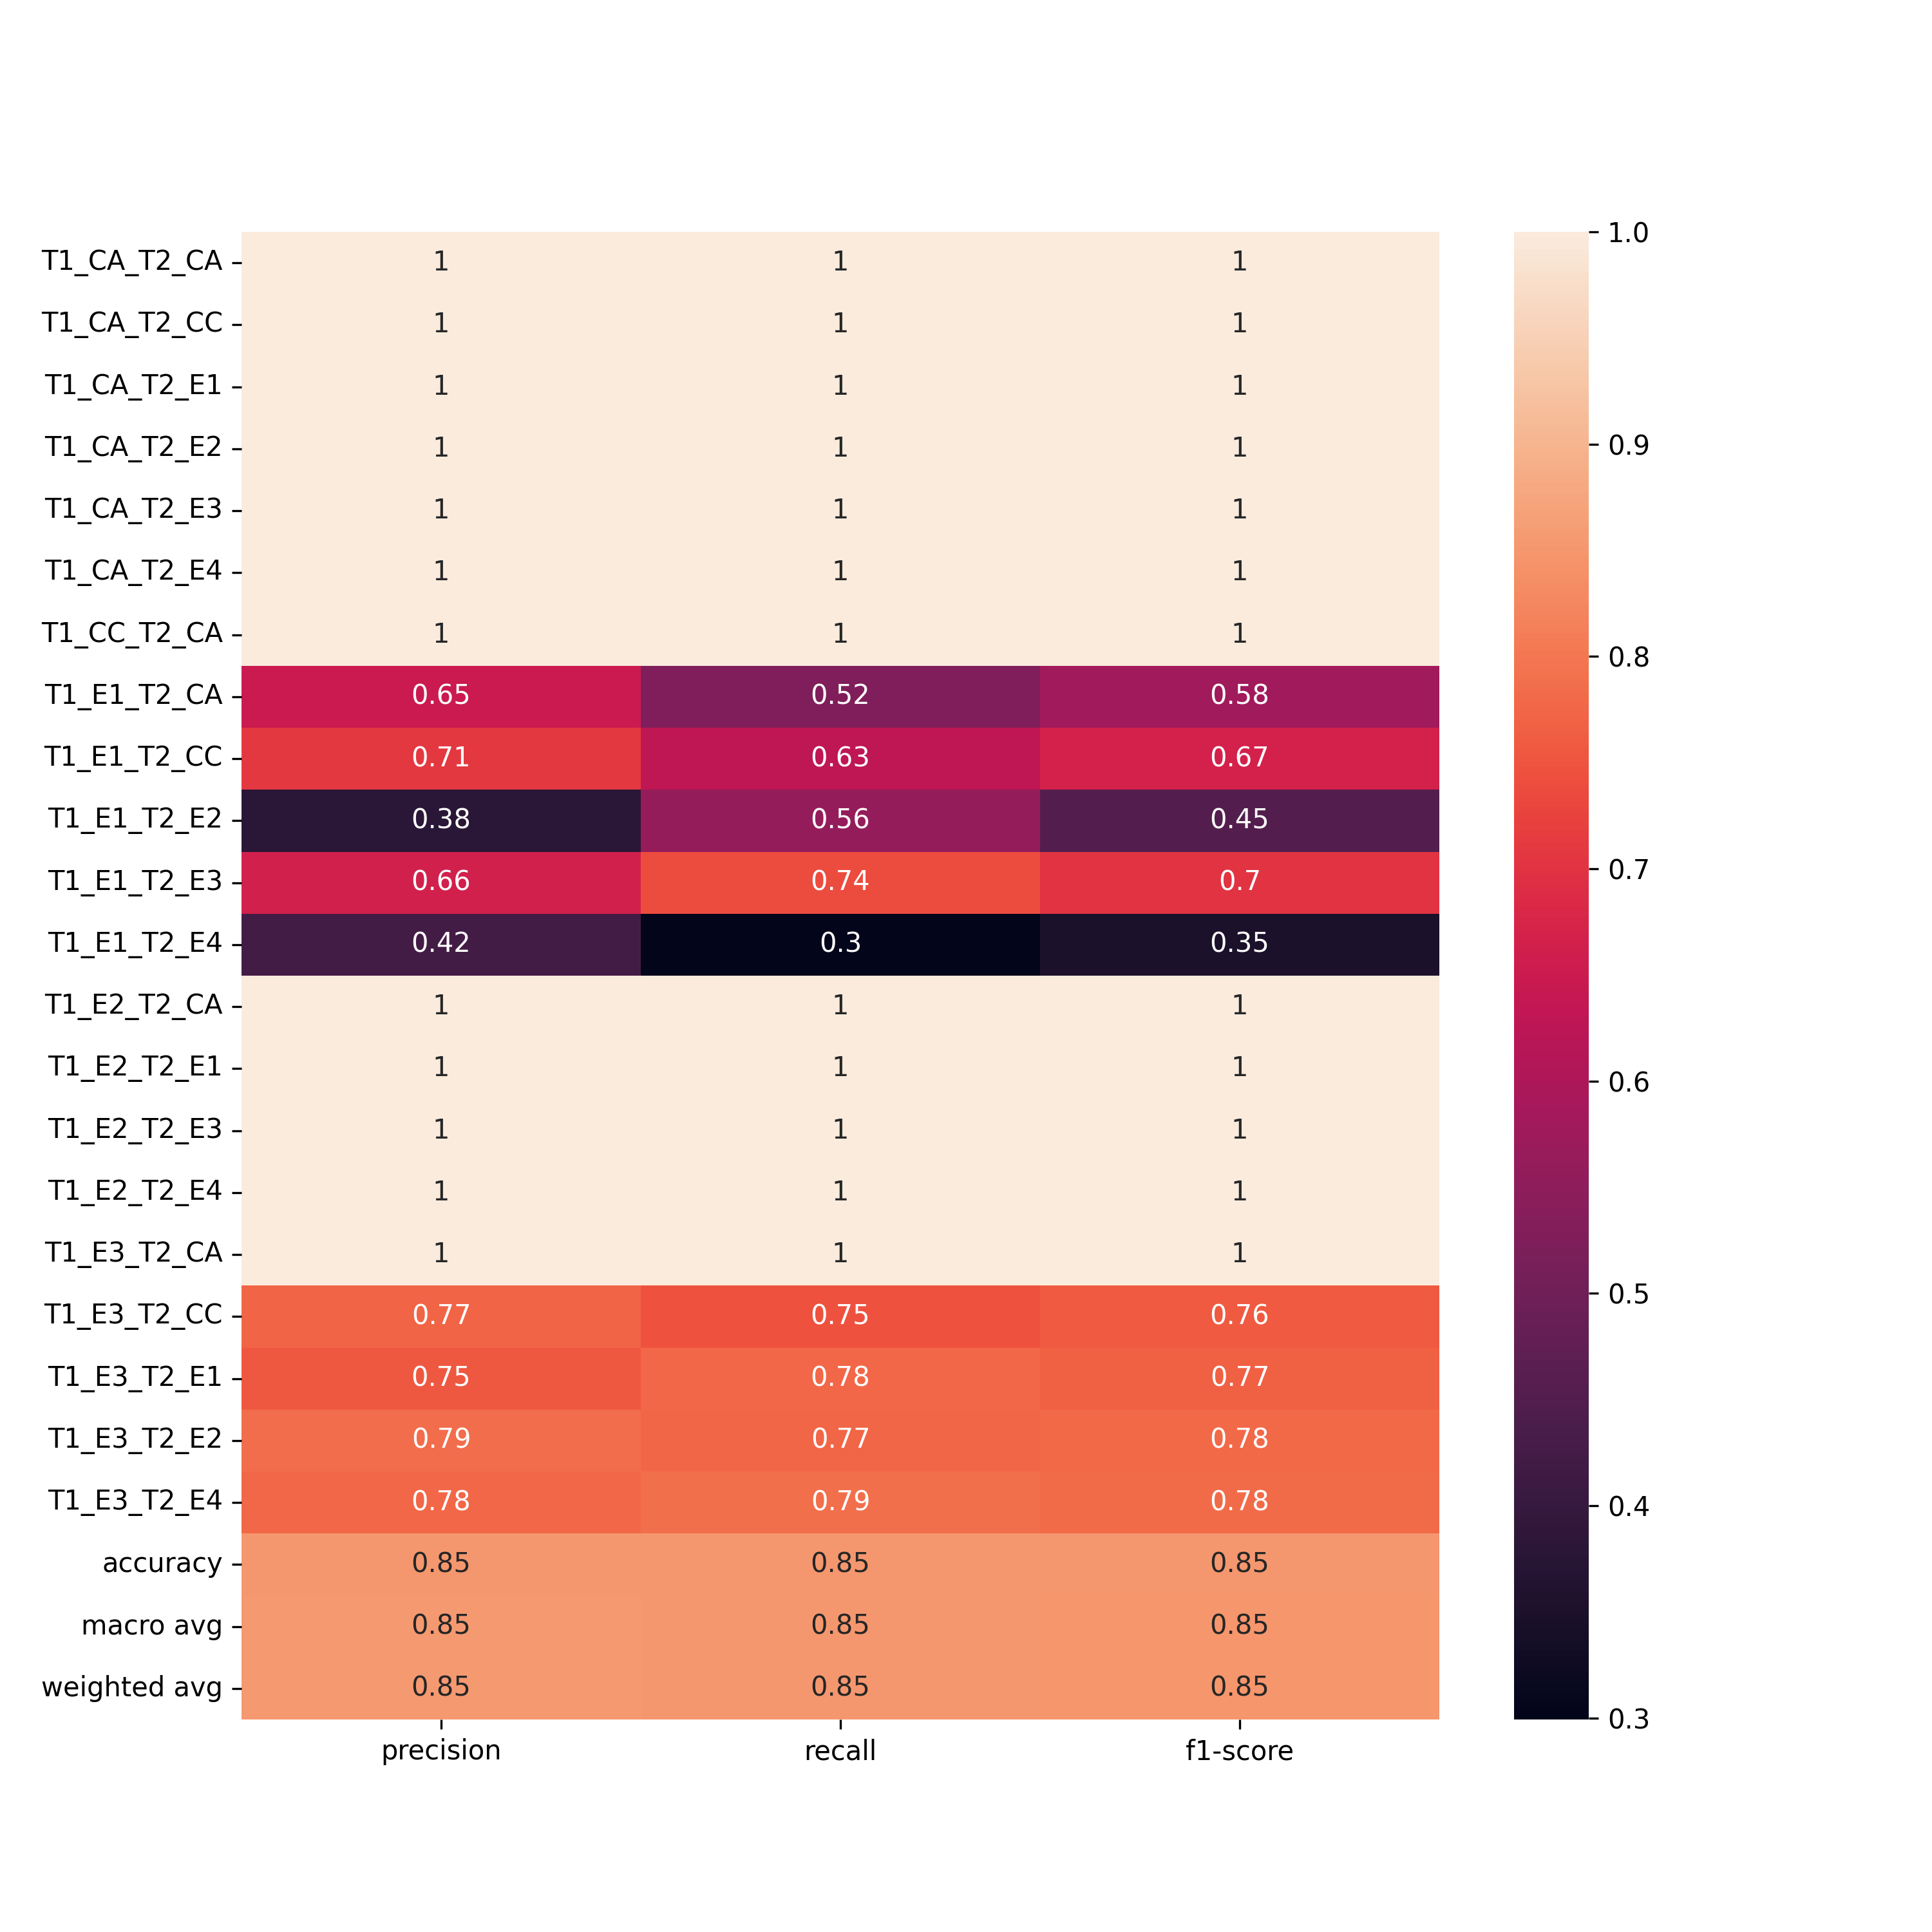 T1_CA_T2_CA 1 1 1 1.0
T1_CA_T2_CC 1 1 1
T1_CA_T2_E1 1 1 1
T1_CA_T2_E2 1 1 1 0.9
T1_CA_T2_E3 1 1 1
T1_CA_T2_E4 1 1 1
T1_CC_T2_CA 1 1 1 0.8
T1_E1_T2_CA 0.65 0.52 0.58
T1_E1_T2_CC 0.71 0.63 0.67
T1_E1_T2_E2 0.38 0.56 0.45
T1_E1_T2_E3 0.66 0.74 0.7 0.7
T1_E1_T2_E4 0.42 0.3 0.35
T1_E2_T2_CA 1 1 1
T1_E2_T2_E1 1 1 1 0.6
T1_E2_T2_E3 1 1 1
T1_E2_T2_E4 1 1 1
T1_E3_T2_CA 1 1 1
T1_E3_T2_CC 0.77 0.75 0.76 0.5
T1_E3_T2_E1 0.75 0.78 0.77
T1_E3_T2_E2 0.79 0.77 0.78
T1_E3_T2_E4 0.78 0.79 0.78 0.4
accuracy 0.85 0.85 0.85
macro avg 0.85 0.85 0.85
weighted avg 0.85 0.85 0.85 0.3
precision recall f1-score